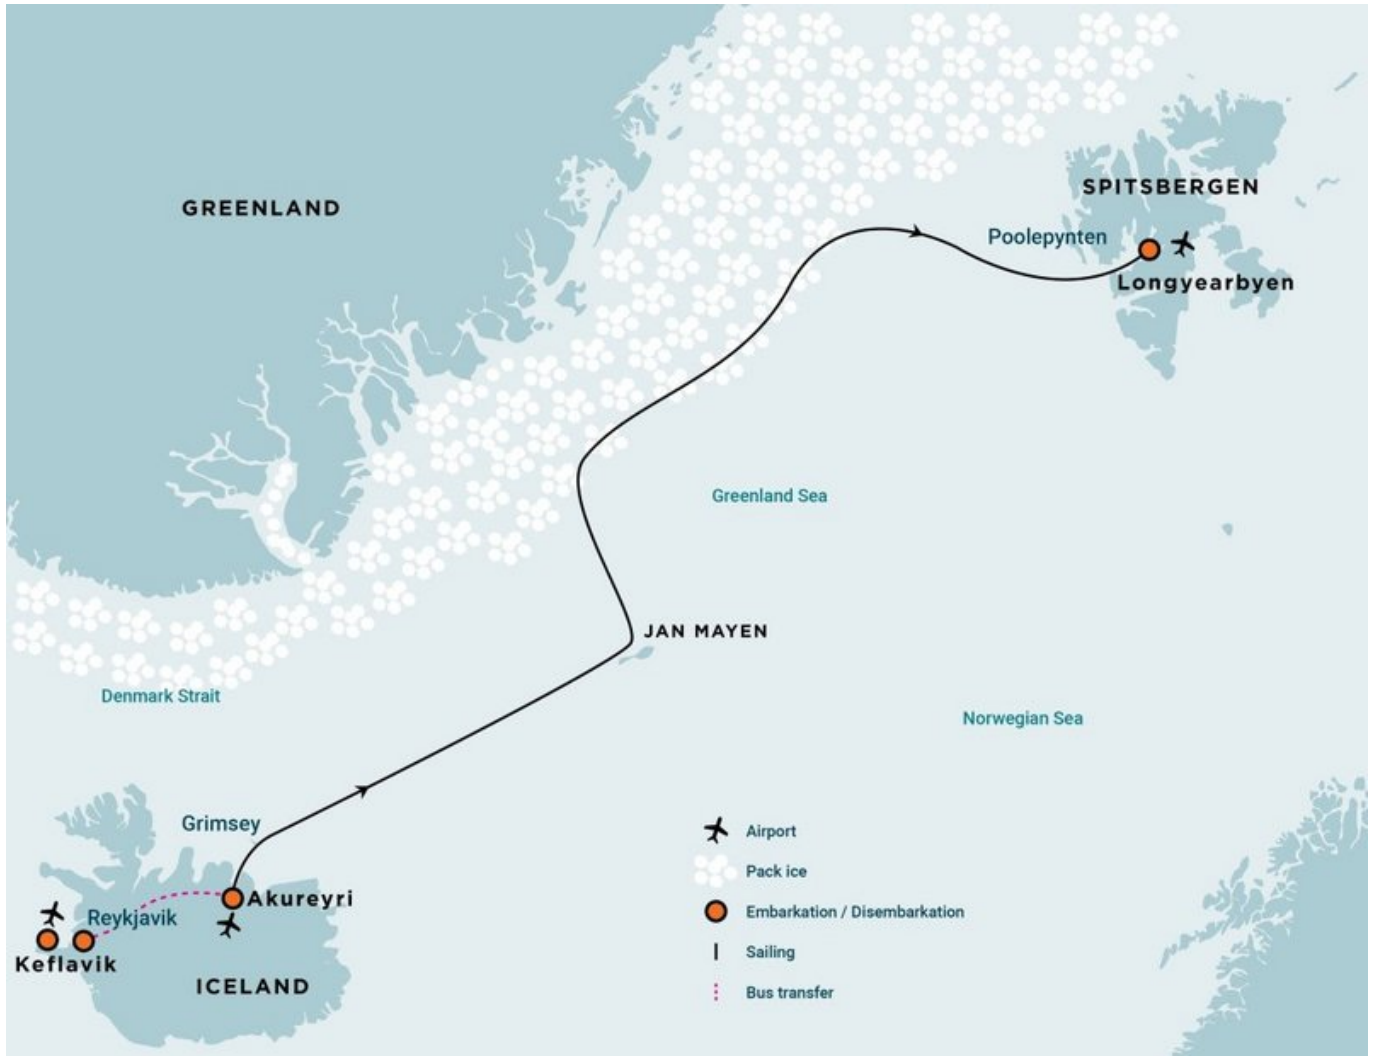 GREENLAND
SPITSBERGEN
Poolepynten
Longyearbyen
Greenland Sea
JAN MAYEN
Denmark Strait
Norwegian Sea
Grimsey
Akureyri
Reykjavik
Keflavik
ICELAND
Airport
Pack ice
Embarkation / Disembarkation
Sailing
Bus transfer